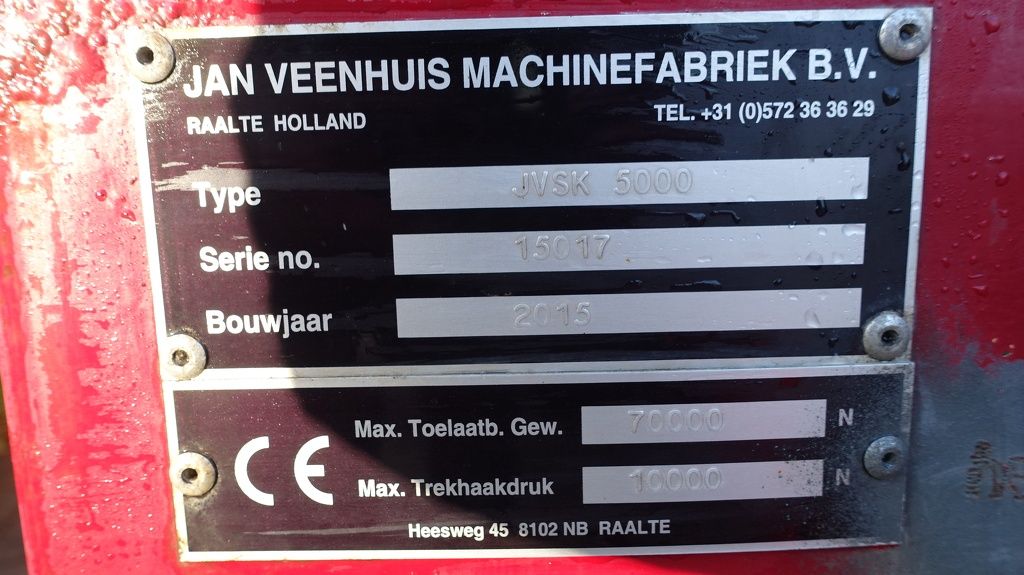 JAN VEENHUIS MACHINEFABRIEK B.V.
RAALTE HOLLAND TEL. +31 (0)572 36 36 29
Type JVSK 5000
Serie no. 15017
Bouwjaar 2015
Max. Toelaatb. Gew. 70000 N
CE
Max. Trekhaakdruk 10000 N
Heesweg 45 8102 NB RAALTE